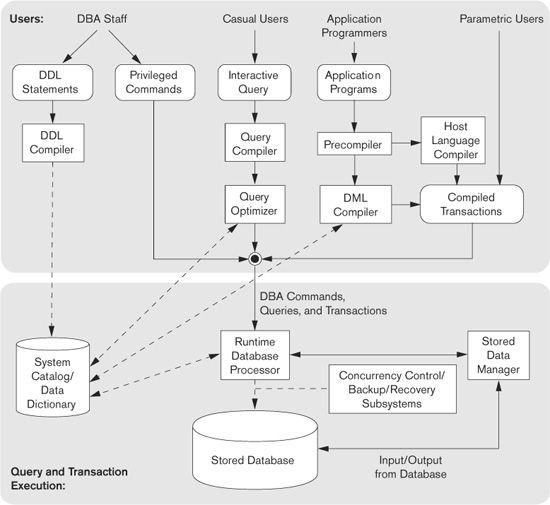 Users:
DBA Staff
Casual Users
Application
Programmers
Parametric Users
DDL
Statements
Privileged
Commands
Interactive
Query
Application
Programs
DDL
Compiler
Query
Compiler
Precompiler
Host
Language
Compiler
Query
Optimizer
DML
Compiler
Compiled
Transactions
DBA Commands,
Queries, and Transactions
System
Catalog/
Data
Dictionary
Runtime
Database
Processor
Stored
Data
Manager
Concurrency Control/
Backup/Recovery
Subsystems
Stored Database
Input/Output
from Database
Query and Transaction
Execution: